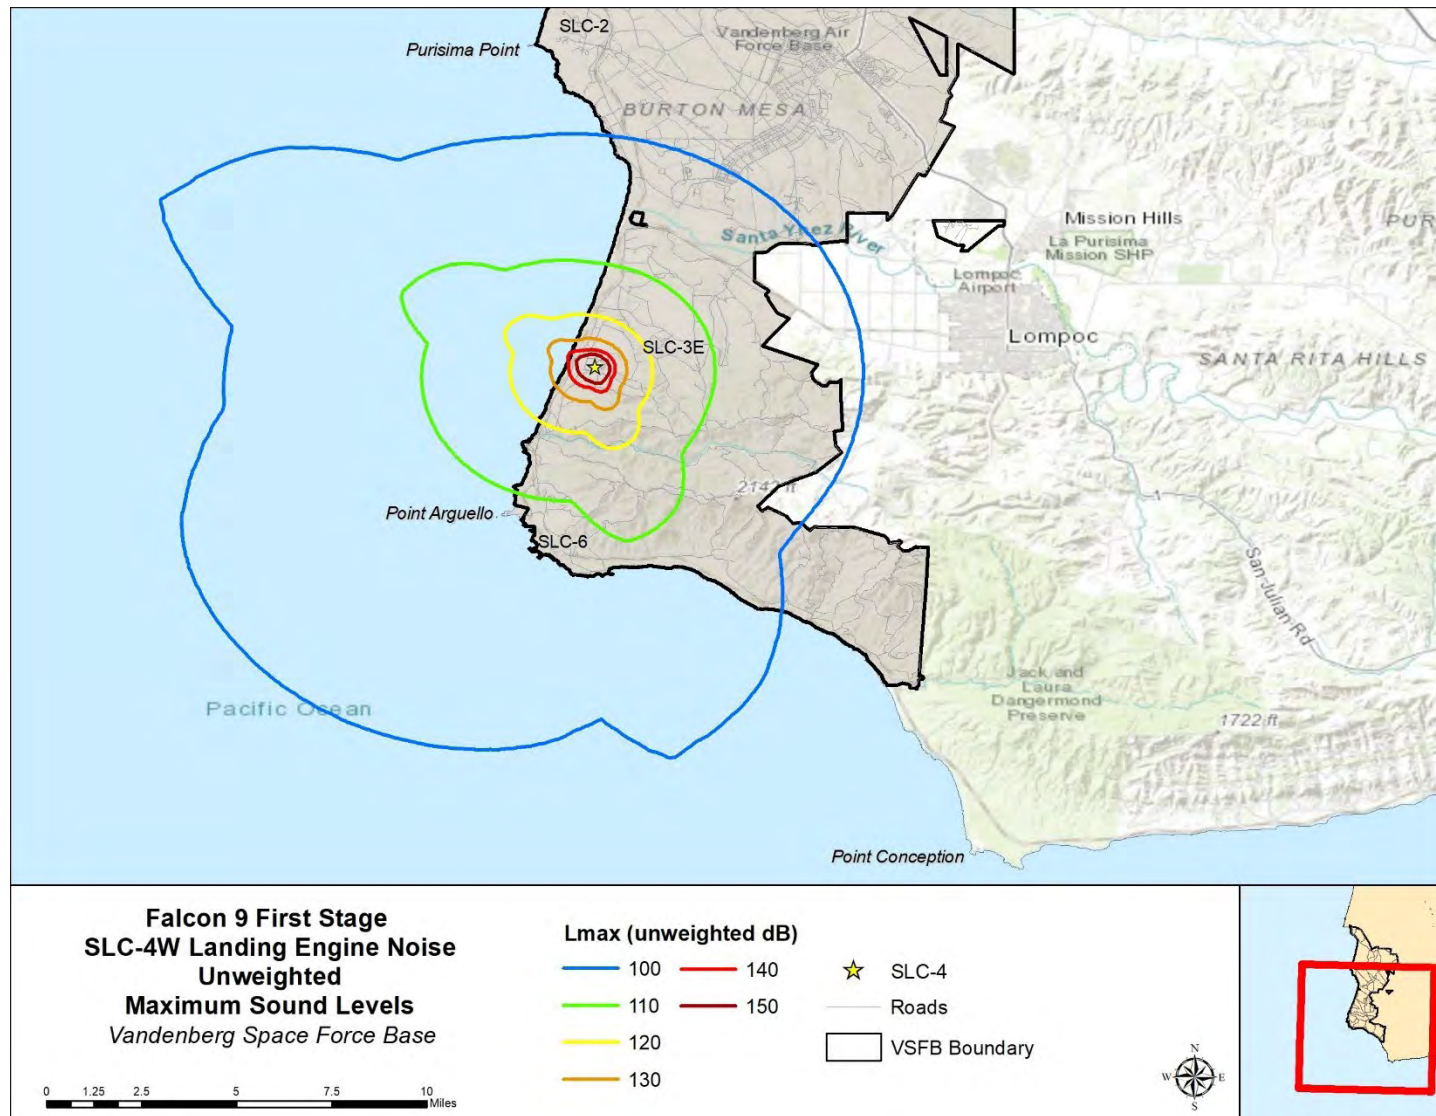 SLC-2
Purisima Point
Vandenberg Air
Force Base
BURTON MESA
Santa Ynez River
Mission Hills
La Purisima
Mission SHP
PUR
Lompoc
Airport
Lompoc
SLC-3E
SANTA RITA HILLS
2142 ft
Point Arguello
SLC-6
San Julian Rd
Jack and
Laura
Dangermond
Preserve
Pacific Ocean
1722 ft
Point Conception
1
Falcon 9 First Stage
SLC-4W Landing Engine Noise
Unweighted
Maximum Sound Levels
Vandenberg Space Force Base
0 1.25 2.5 5 7.5 10
Miles
Lmax (unweighted dB)
100 140
110 150
120
130
SLC-4
Roads
VSFB Boundary
N
W E
S